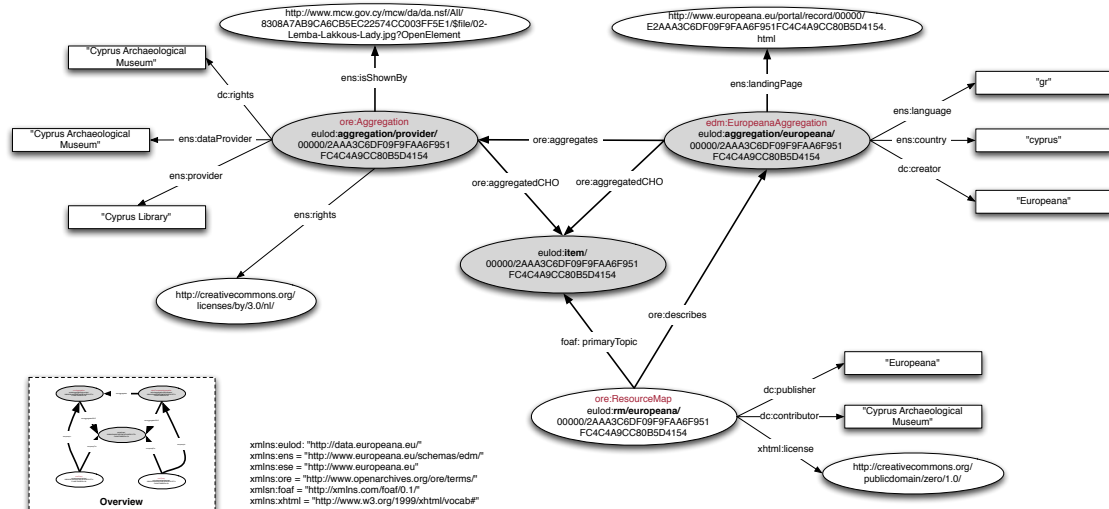 http://www.mcw.gov.cy/mcw/da/da.nsf/All/
8308A7AB9CA6CB5EC22574CC003FF5E1/$file/02-
Lemba-Lakkous-Lady.jpg?OpenElement
http://www.europeana.eu/portal/record/00000/
E2AAA3C6DF09F9FAA6F951FC4C4A9CC80B5D4154.
html
"Cyprus Archaeological
Museum"
ens:isShownBy
ens:landingPage
"gr"
dc:rights
ens:language
ore:Aggregation
eulod:aggregation/provider/
00000/2AAA3C6DF09F9FAA6F951
FC4C4A9CC80B5D4154
edm:EuropeanaAggregation
eulod:aggregation/europeana/
00000/2AAA3C6DF09F9FAA6F951
FC4C4A9CC80B5D4154
"Cyprus Archaeological
Museum"
ens:dataProvider
ore:aggregates
ens:country
"cyprus"
ens:provider
ore:aggregatedCHO
ore:aggregatedCHO
dc:creator
"Cyprus Library"
"Europeana"
ens:rights
eulod:item/
00000/2AAA3C6DF09F9FAA6F951
FC4C4A9CC80B5D4154
http://creativecommons.org/
licenses/by/3.0/nl/
ore:describes
foaf: primaryTopic
"Europeana"
dc:publisher
ore:ResourceMap
eulod:rm/europeana/
00000/2AAA3C6DF09F9FAA6F951
FC4C4A9CC80B5D4154
dc:contributor
"Cyprus Archaeological
Museum"
xhtml:license
http://creativecommons.org/
publicdomain/zero/1.0/
xmlns:eulod: "http://data.europeana.eu/"
xmlns:ens = "http://www.europeana.eu/schemas/edm/"
xmlns:ese = "http://www.europeana.eu"
xmlns:ore = "http://www.openarchives.org/ore/terms/"
xmlsn:foaf = "http://xmlns.com/foaf/0.1/"
xmlns:xhtml = "http://www.w3.org/1999/xhtml/vocab#"
Overview